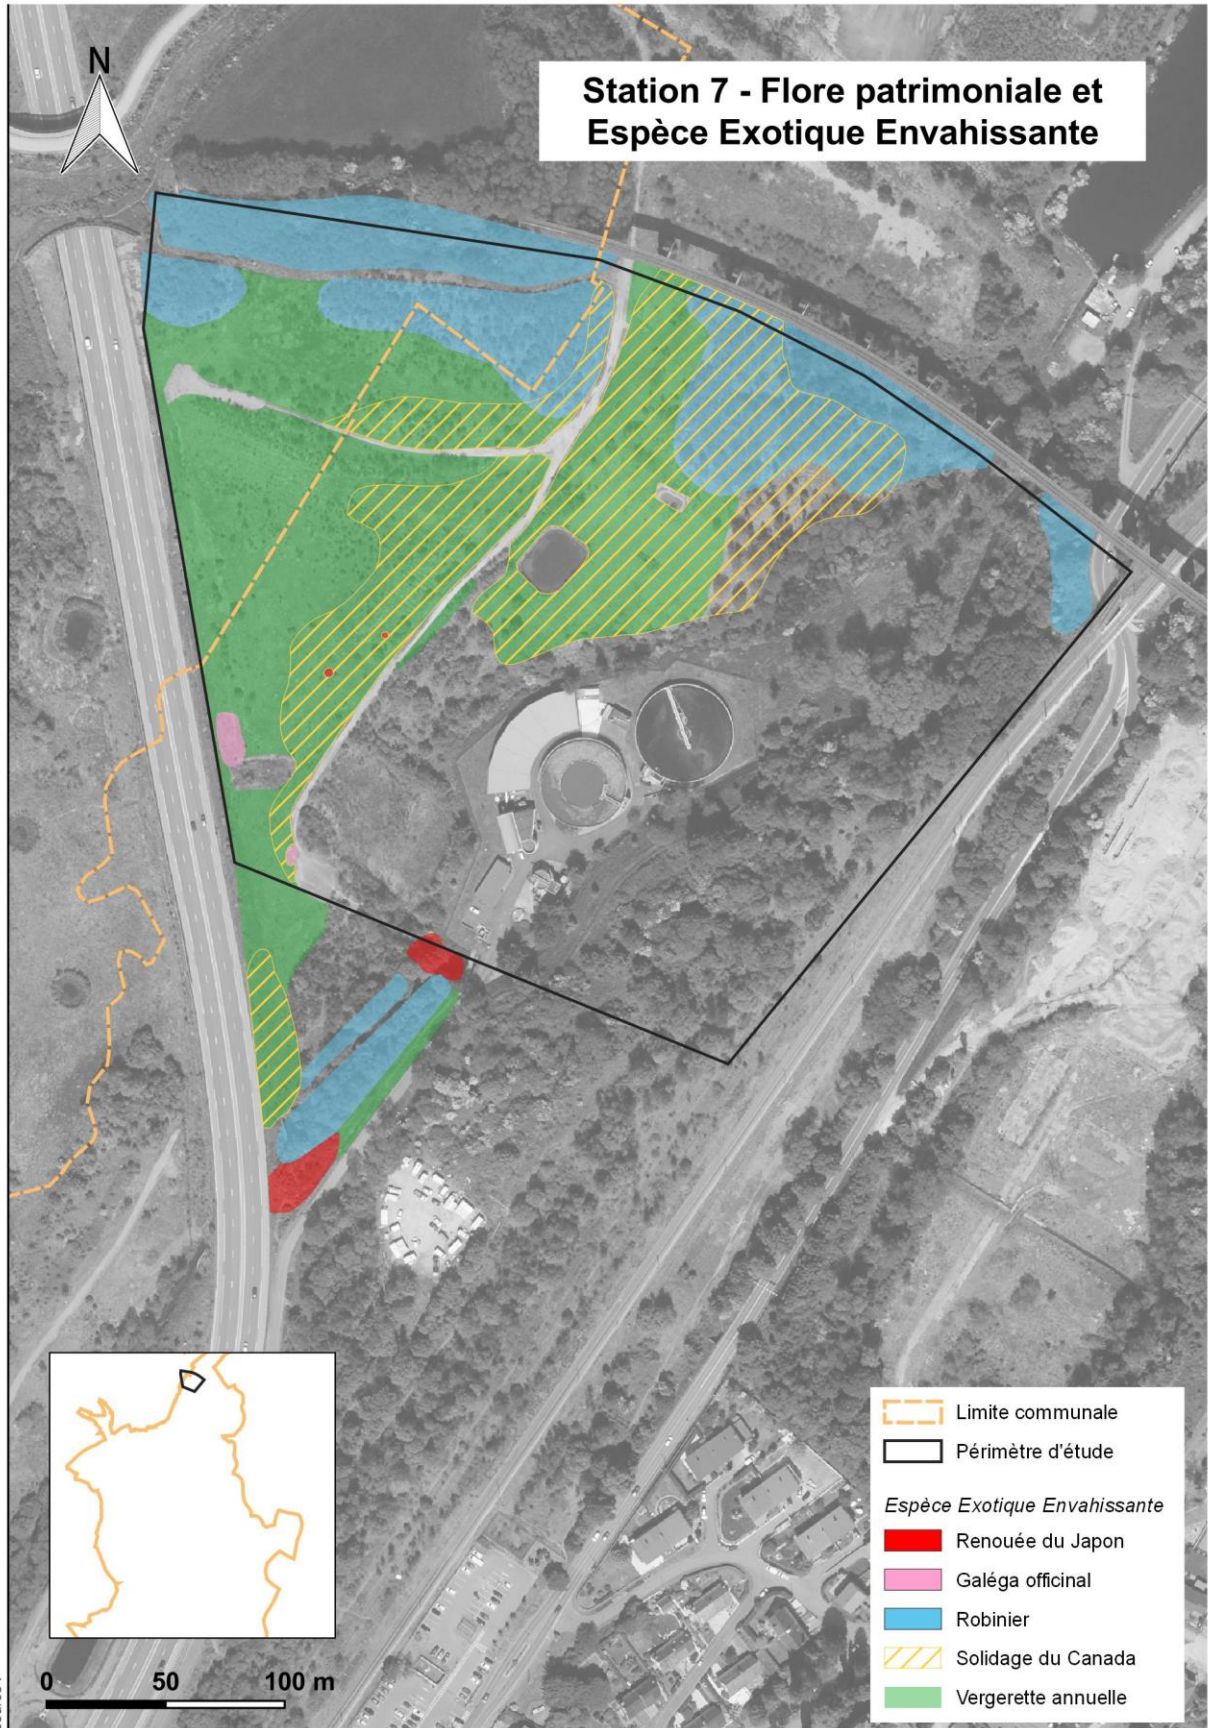 N
Station 7 - Flore patrimoniale et
Espèce Exotique Envahissante
Limite communale
Périmètre d'étude
Espèce Exotique Envahissante
Renouée du Japon
Galéga officinal
Robinier
Solidage du Canada
Vergerette annuelle
0 50 100 m